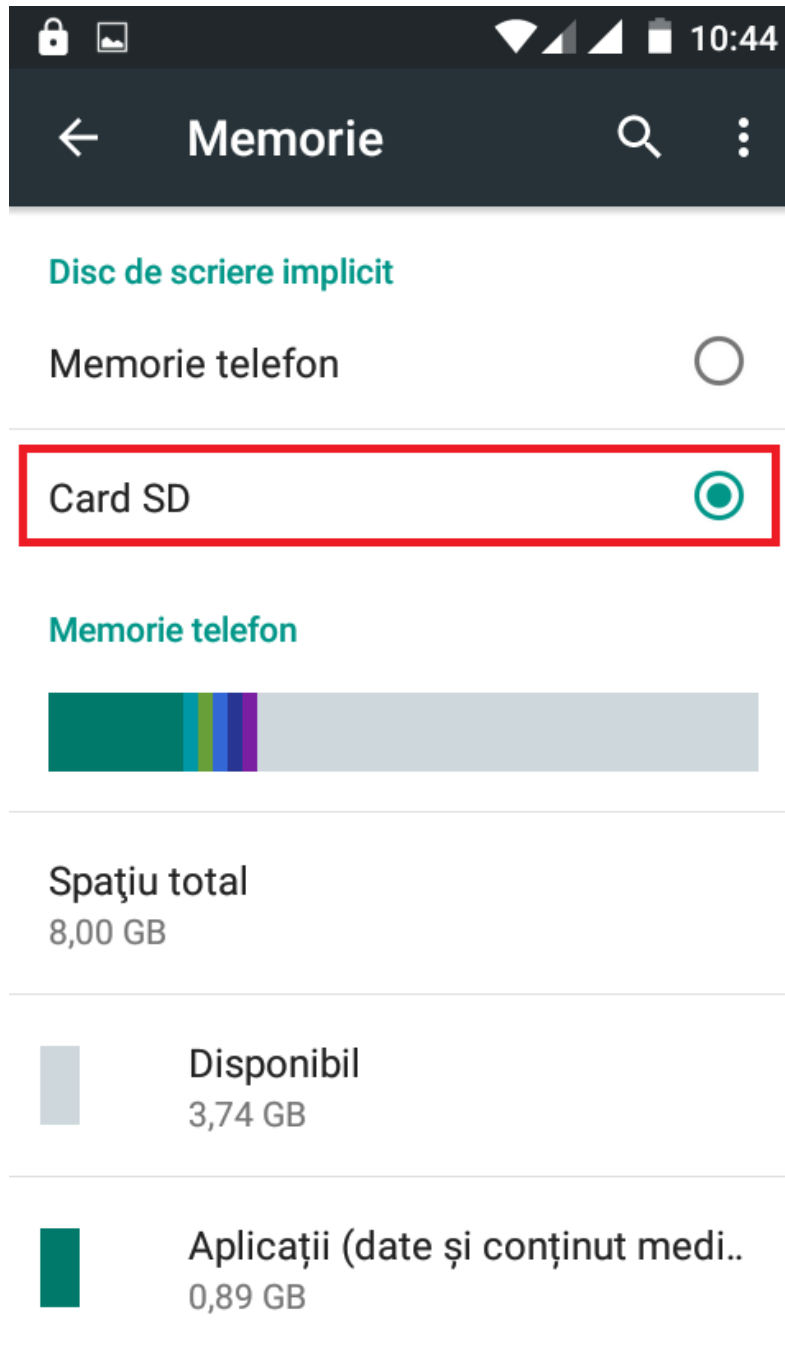 10:44
Memorie
Disc de scriere implicit
Memorie telefon
Card SD
Memorie telefon
Spaţiu total
8,00 GB
Disponibil
3,74 GB
Aplicații (date și conținut medi..
0,89 GB